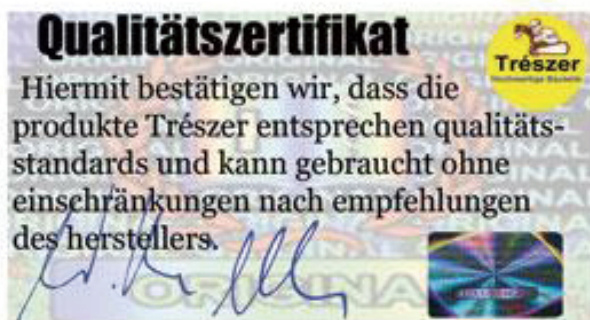 Qualitätszertifikat
Trészer
Hiermit bestätigen wir, dass die
produkte Trészer entsprechen qualitäts-
standards und kann gebraucht ohne
einschränkungen nach empfehlungen
des herstellers.
ORIGINAL